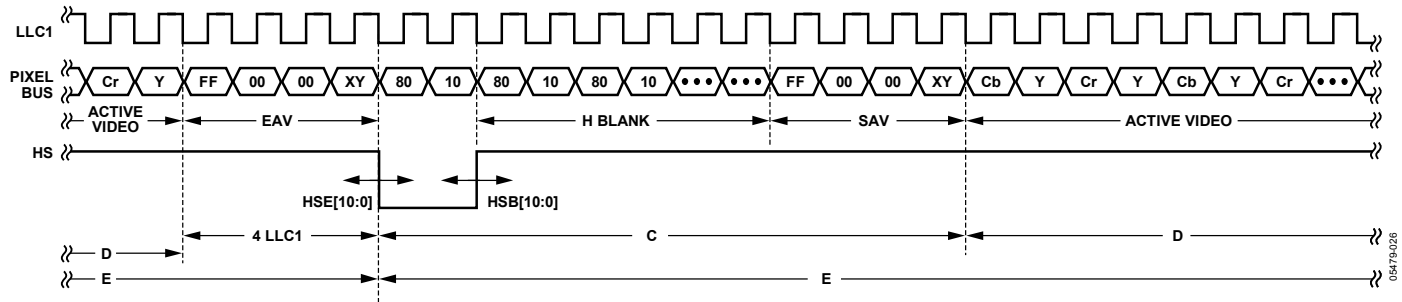 LLC1
PIXEL
BUS
Cr Y FF 00 00 XY 80 10 80 10 80 10 ••• ••• FF 00 00 XY Cb Y Cr Y Cb Y Cr •••
ACTIVE
VIDEO
EAV H BLANK SAV ACTIVE VIDEO
HS
HSE[10:0] HSB[10:0]
4 LLC1 C D
D
E E
05479-026